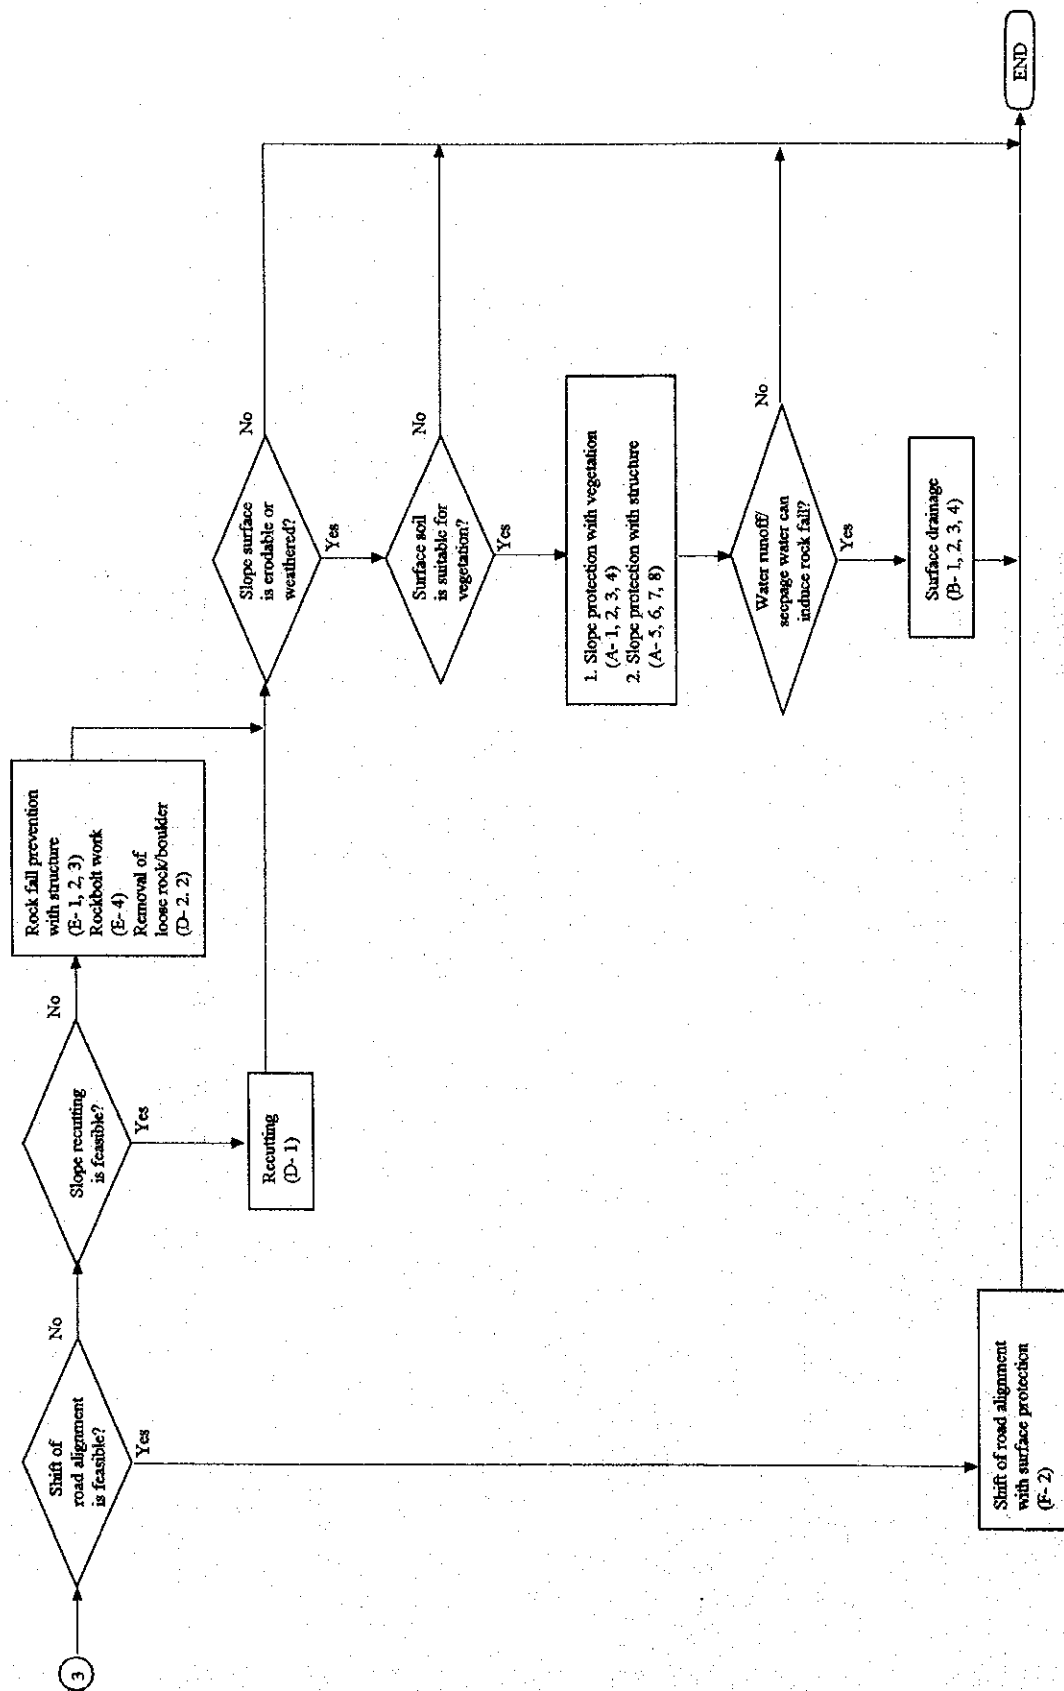 3
Shift of
road alignment
is feasible?
No
Yes
Slope recutting
is feasible?
No
Yes
Rock fall prevention
with structure
(E- 1, 2, 3)
Rockbolt work
(E- 4)
Removal of
loose rock/boulder
(D- 2. 2)
Recutting
(D- 1)
Slope surface
is erodable or
weathered?
No
Yes
Surface soil
is suitable for
vegetation?
No
Yes
1. Slope protection with vegetation
(A- 1, 2, 3, 4)
2. Slope protection with structure
(A- 5, 6, 7, 8)
Water runoff/
seepage water can
induce rock fall?
No
Yes
Surface drainage
(B- 1, 2, 3, 4)
Shift of road alignment
with surface protection
(F- 2)
END